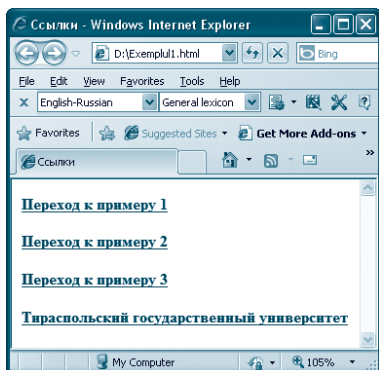 Ссылки - Windows Internet Explorer
D:\Exemplul1.html Bing
File Edit View Favorites Tools Help
x English-Russian General lexicon
Favorites Suggested Sites Get More Add-ons
Ссылки »
Переход к примеру 1
Переход к примеру 2
Переход к примеру 3
Тираспольский государственный университет
My Computer 105%